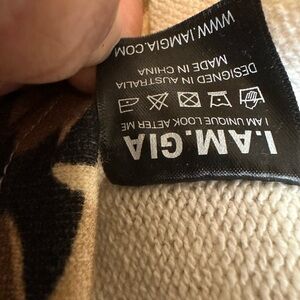 I.AM.GIA
I AM UNIQUE LOOK AFTER ME
DESIGNED IN AUSTRALIA
MADE IN CHINA
WWW.IAMGIA.COM